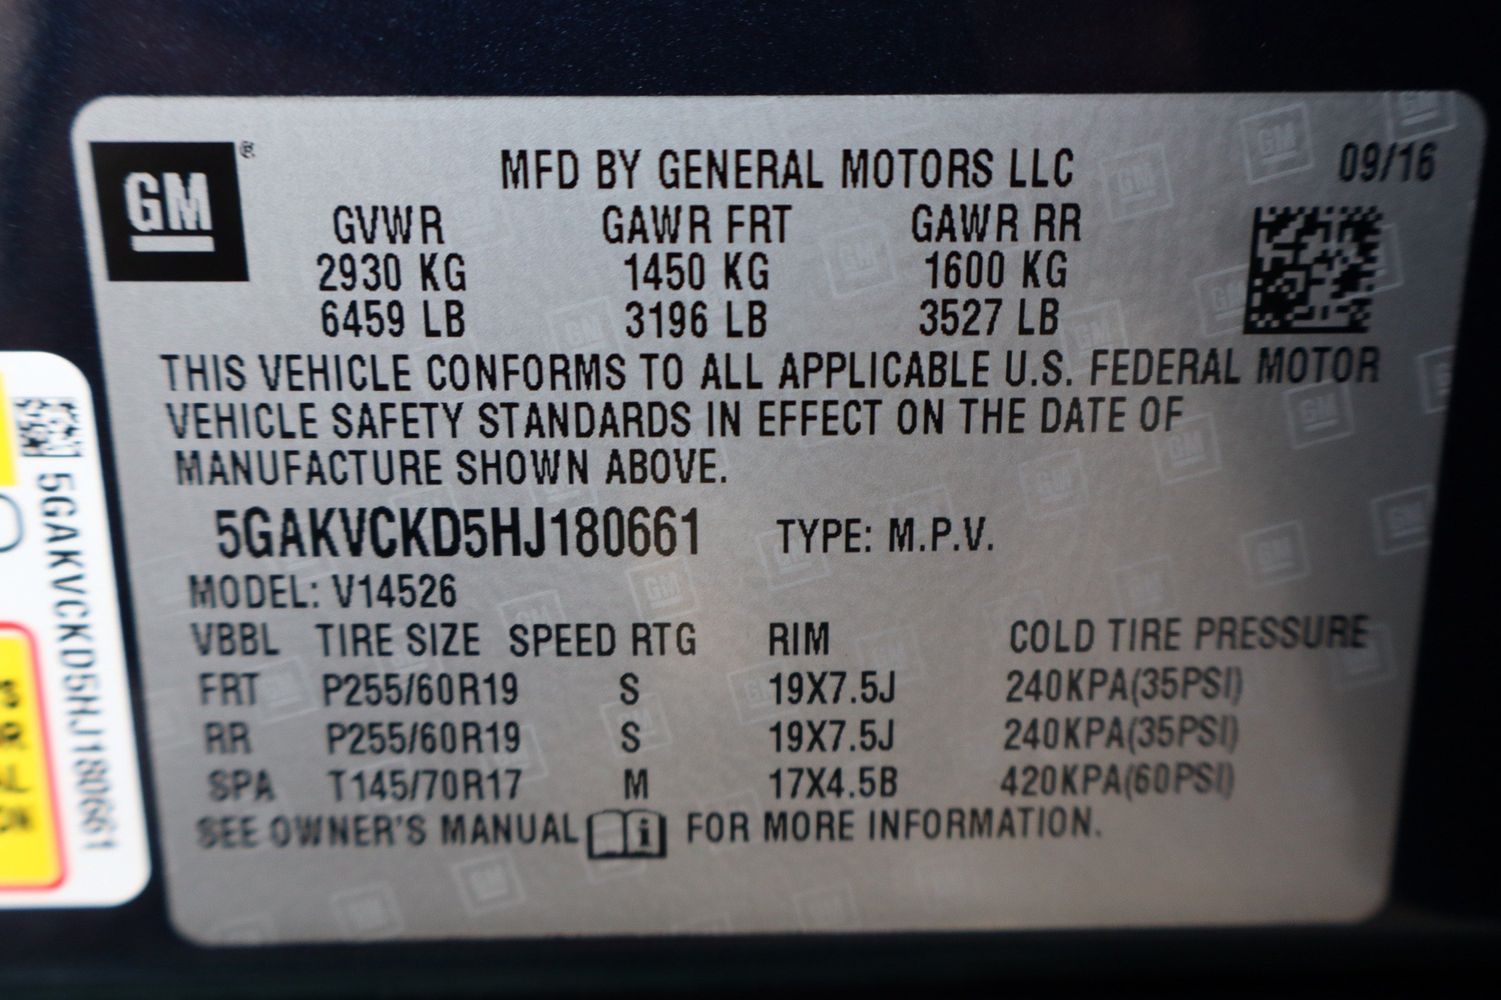 GM ®
MFD BY GENERAL MOTORS LLC
09/16
GVWR GAWR FRT GAWR RR
2930 KG 1450 KG 1600 KG
6459 LB 3196 LB 3527 LB
THIS VEHICLE CONFORMS TO ALL APPLICABLE U.S. FEDERAL MOTOR
VEHICLE SAFETY STANDARDS IN EFFECT ON THE DATE OF
MANUFACTURE SHOWN ABOVE.
5GAKVCKD5HJ180661 TYPE: M.P.V.
MODEL: V14526
VBBL TIRE SIZE SPEED RTG RIM COLD TIRE PRESSURE
FRT P255/60R19 S 19X7.5J 240KPA(35PSI)
RR P255/60R19 S 19X7.5J 240KPA(35PSI)
SPA T145/70R17 M 17X4.5B 420KPA(60PSI)
SEE OWNER'S MANUAL i FOR MORE INFORMATION.
5GAKVCKD5HJ180661